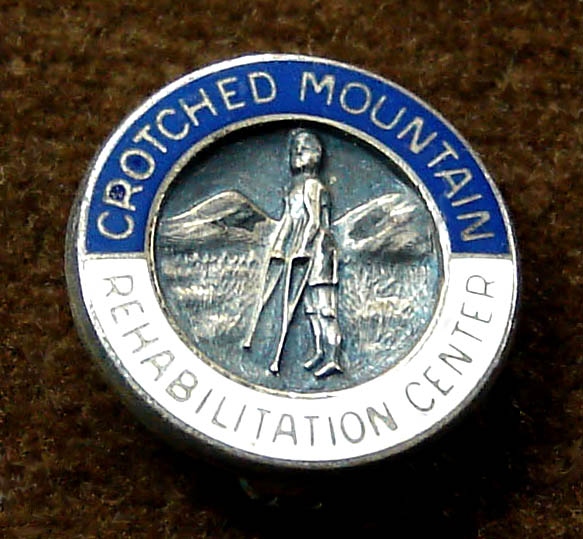 CROTCHED MOUNTAIN
REHABILITATION CENTER